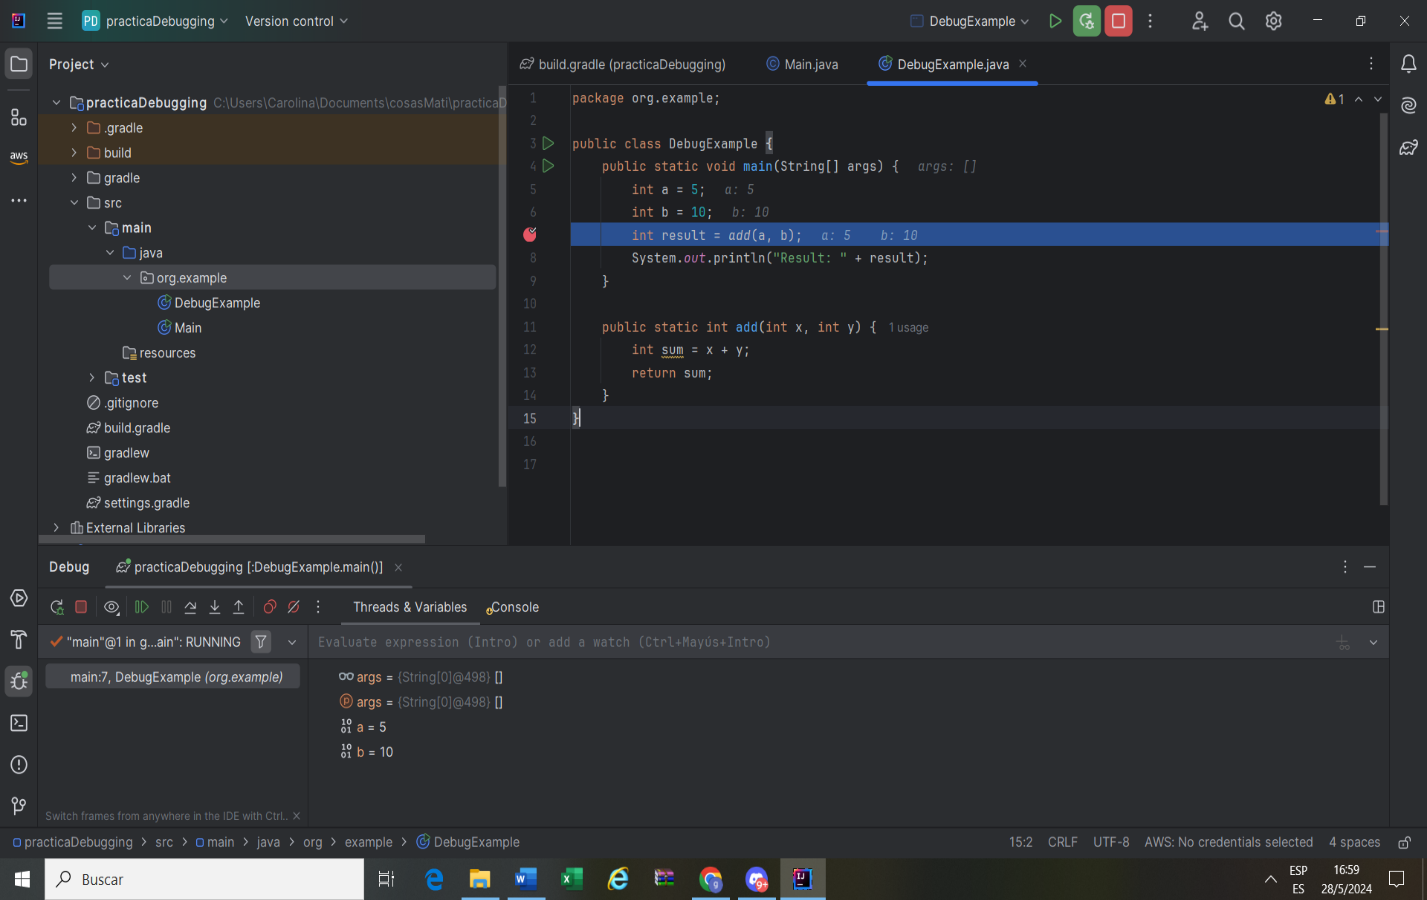 PD practicaDebugging Version control DebugExample
Project
build.gradle (practicaDebugging) Main.java DebugExample.java
practicaDebugging C:\Users\Carolina\Documents\cosasMati\practicaD
.gradle
build
gradle
src
main
java
org.example
DebugExample
Main
resources
test
.gitignore
build.gradle
gradlew
gradlew.bat
settings.gradle
External Libraries
aws
1 package org.example; 1
2
3 public class DebugExample {
4 public static void main(String[] args) { args: []
5 int a = 5; a: 5
6 int b = 10; b: 10
int result = add(a, b); a: 5 b: 10
8 System.out.println("Result: " + result);
9 }
10
11 public static int add(int x, int y) { 1 usage
12 int sum = x + y;
13 return sum;
14 }
15 }
16
17
Debug practicaDebugging [:DebugExample.main()]
Threads & Variables Console
"main"@1 in g...ain": RUNNING Evaluate expression (Intro) or add a watch (Ctrl+Mayús+Intro)
main:7, DebugExample (org.example)
args = {String[0]@498} []
args = {String[0]@498} []
a = 5
b = 10
Switch frames from anywhere in the IDE with Ctrl..
practicaDebugging > src > main > java > org > example > DebugExample 15:2 CRLF UTF-8 AWS: No credentials selected 4 spaces
Buscar
ESP
ES
16:59
28/5/2024